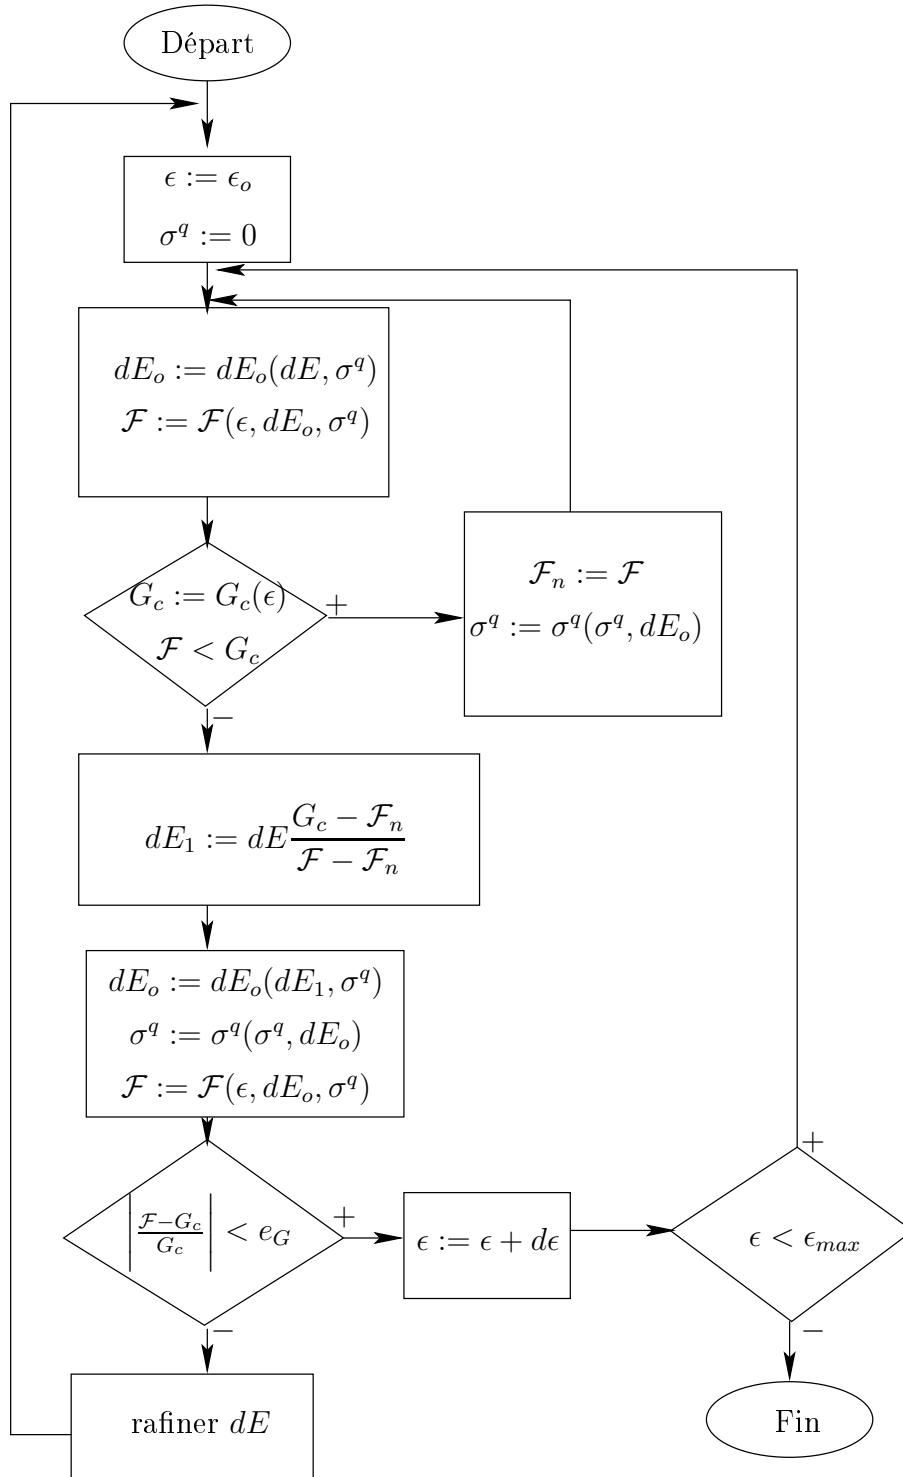 Départ
ϵ := ϵ_o
σ^q := 0
dE_o := dE_o(dE, σ^q)
ℱ := ℱ(ϵ, dE_o, σ^q)
G_c := G_c(ϵ)
ℱ < G_c
+
ℱ_n := ℱ
σ^q := σ^q(σ^q, dE_o)
−
dE_1 := dE (G_c − ℱ_n)/(ℱ − ℱ_n)
dE_o := dE_o(dE_1, σ^q)
σ^q := σ^q(σ^q, dE_o)
ℱ := ℱ(ϵ, dE_o, σ^q)
|(ℱ−G_c)/G_c| < e_G
+
ϵ := ϵ + dϵ
ϵ < ϵ_max
+
−
−
rafiner dE
Fin